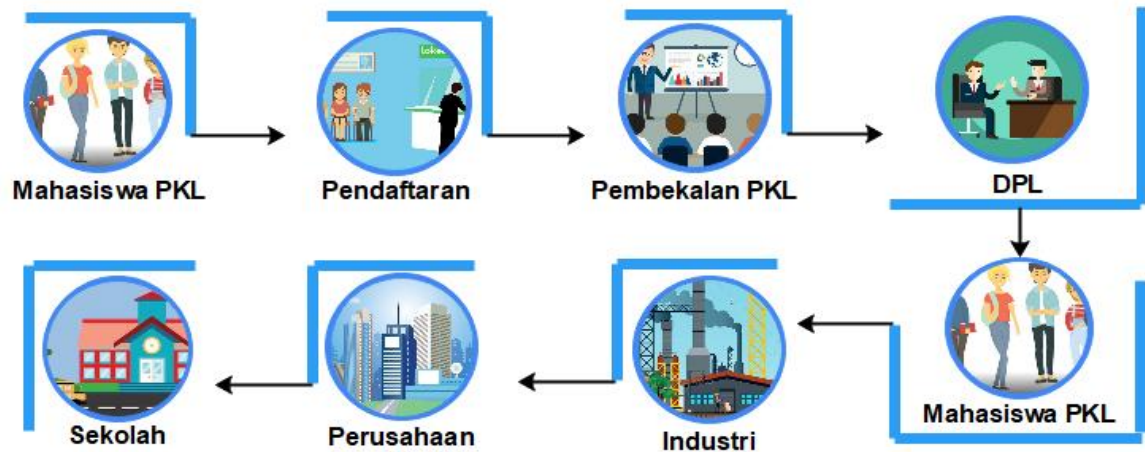 Mahasiswa PKL
Pendaftaran
Pembekalan PKL
DPL
Mahasiswa PKL
Industri
Perusahaan
Sekolah